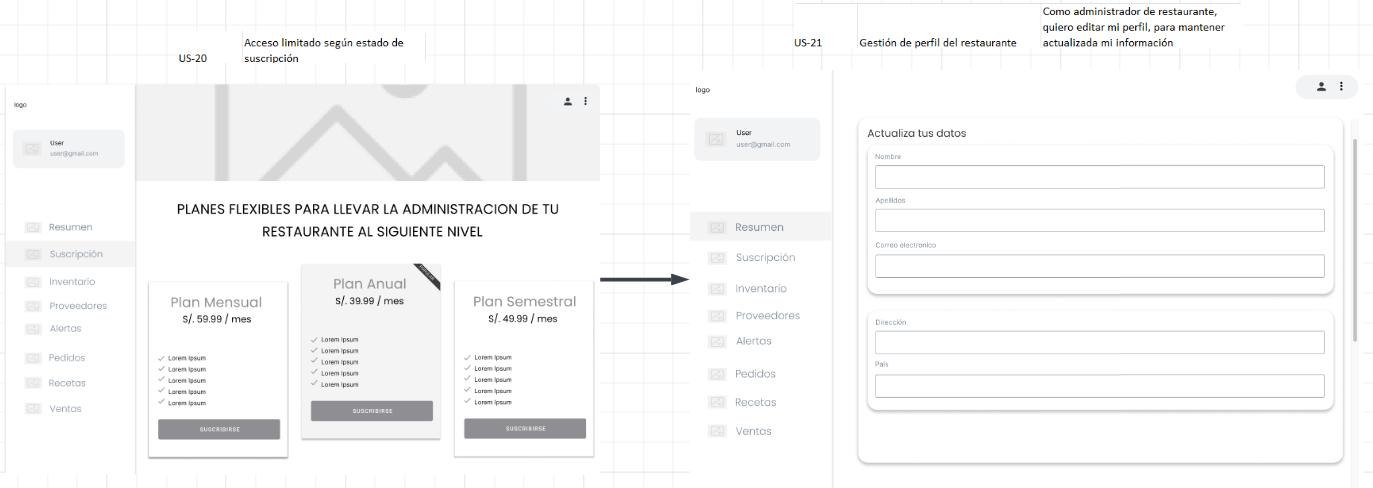 US-20
Acceso limitado según estado de
suscripción
logo
User
user@gmail.com
Resumen
Suscripción
Inventario
Proveedores
Alertas
Pedidos
Recetas
Ventas
PLANES FLEXIBLES PARA LLEVAR LA ADMINISTRACION DE TU
RESTAURANTE AL SIGUIENTE NIVEL
Plan Mensual
S/. 59.99 / mes
Lorem Ipsum
Lorem Ipsum
Lorem Ipsum
Lorem Ipsum
Lorem Ipsum
SUSCRIBIRSE
Plan Anual
S/. 39.99 / mes
Lorem Ipsum
Lorem Ipsum
Lorem Ipsum
Lorem Ipsum
Lorem Ipsum
SUSCRIBIRSE
Plan Semestral
S/. 49.99 / mes
Lorem Ipsum
Lorem Ipsum
Lorem Ipsum
Lorem Ipsum
Lorem Ipsum
SUSCRIBIRSE
US-21
Gestión de perfil del restaurante
Como administrador de restaurante,
quiero editar mi perfil, para mantener
actualizada mi información
logo
User
user@gmail.com
Resumen
Suscripción
Inventario
Proveedores
Alertas
Pedidos
Recetas
Ventas
Actualiza tus datos
Nombre
Apellidos
Correo electronico
Dirección
País